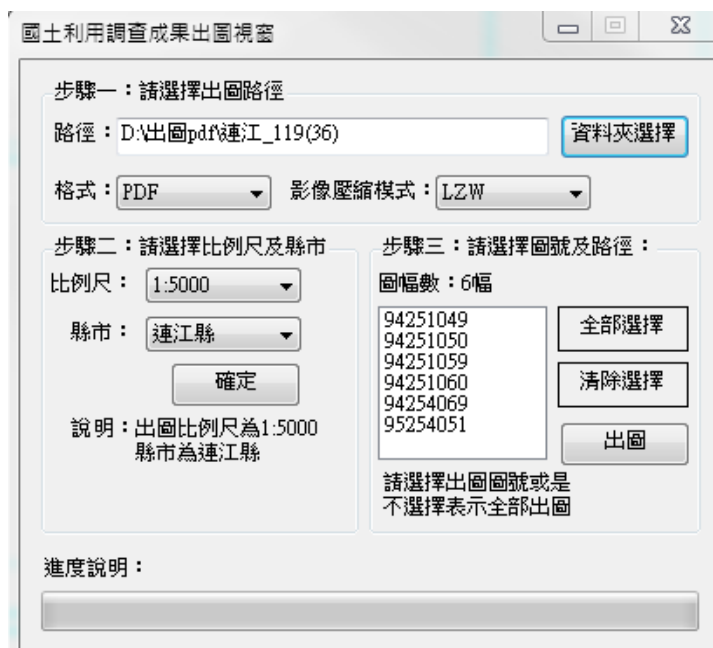 國土利用調查成果出圖視窗
步驟一：請選擇出圖路徑
路徑：D:\出圖pdf\連江_119(36) 資料夾選擇
格式：PDF 影像壓縮模式：LZW
步驟二：請選擇比例尺及縣市
比例尺： 1:5000
縣市： 連江縣
確定
說明：出圖比例尺為1:5000
縣市為連江縣
步驟三：請選擇圖號及路徑：
圖幅數：6幅
94251049
94251050
94251059
94251060
94254069
95254051
全部選擇
清除選擇
出圖
請選擇出圖圖號或是
不選擇表示全部出圖
進度說明：